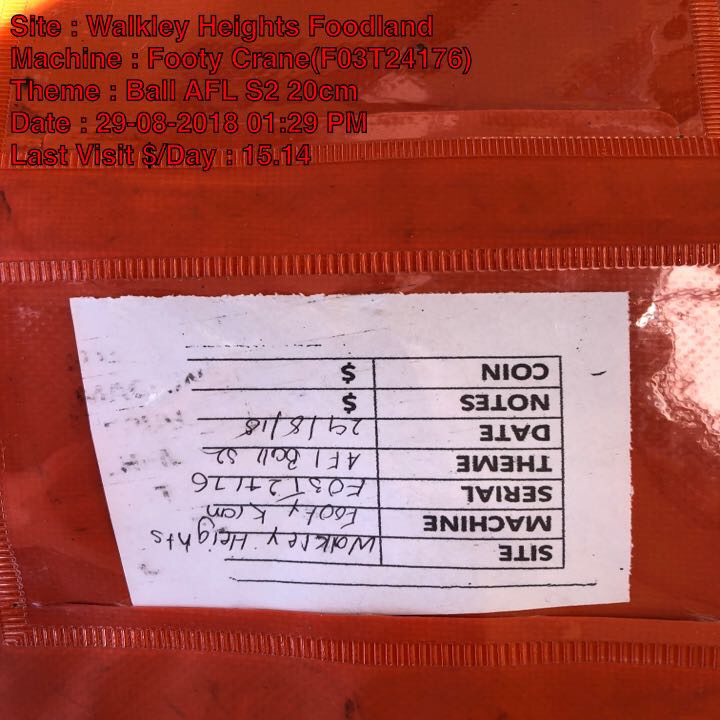 Site : Walkley Heights Foodland
Machine : Footy Crane(F03T24176)
Theme : Ball AFL S2 20cm
Date : 29-08-2018 01:29 PM
Last Visit $/Day : 15.14
SITE Walkley Heights
MACHINE Footy Kran
SERIAL F03T24176
THEME AFl Ball S2
DATE 29/8/18
NOTES $
COIN $